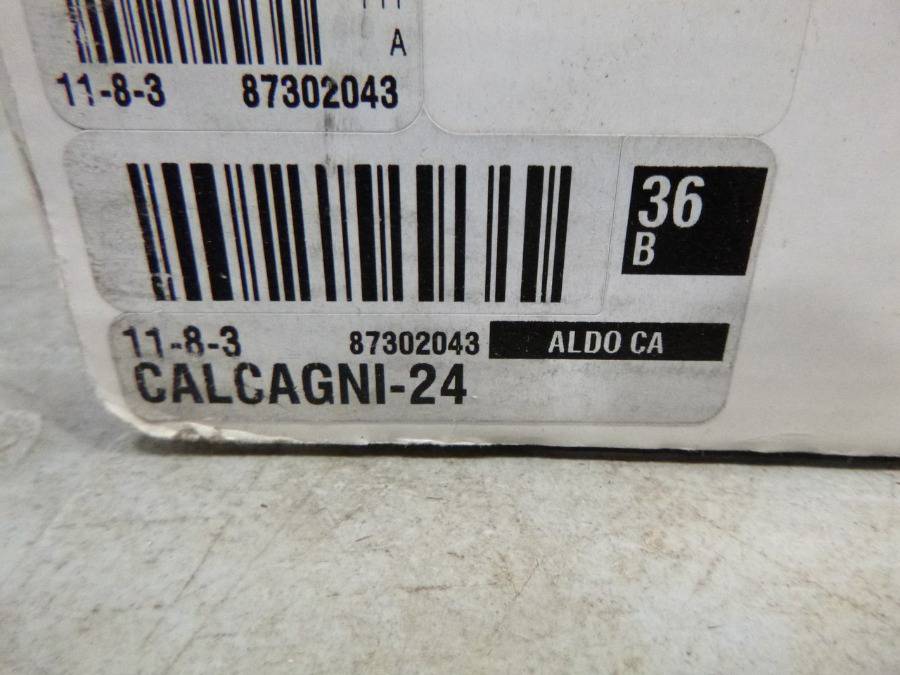 A
11-8-3 87302043
36
B
11-8-3 87302043 ALDO CA
CALCAGNI-24